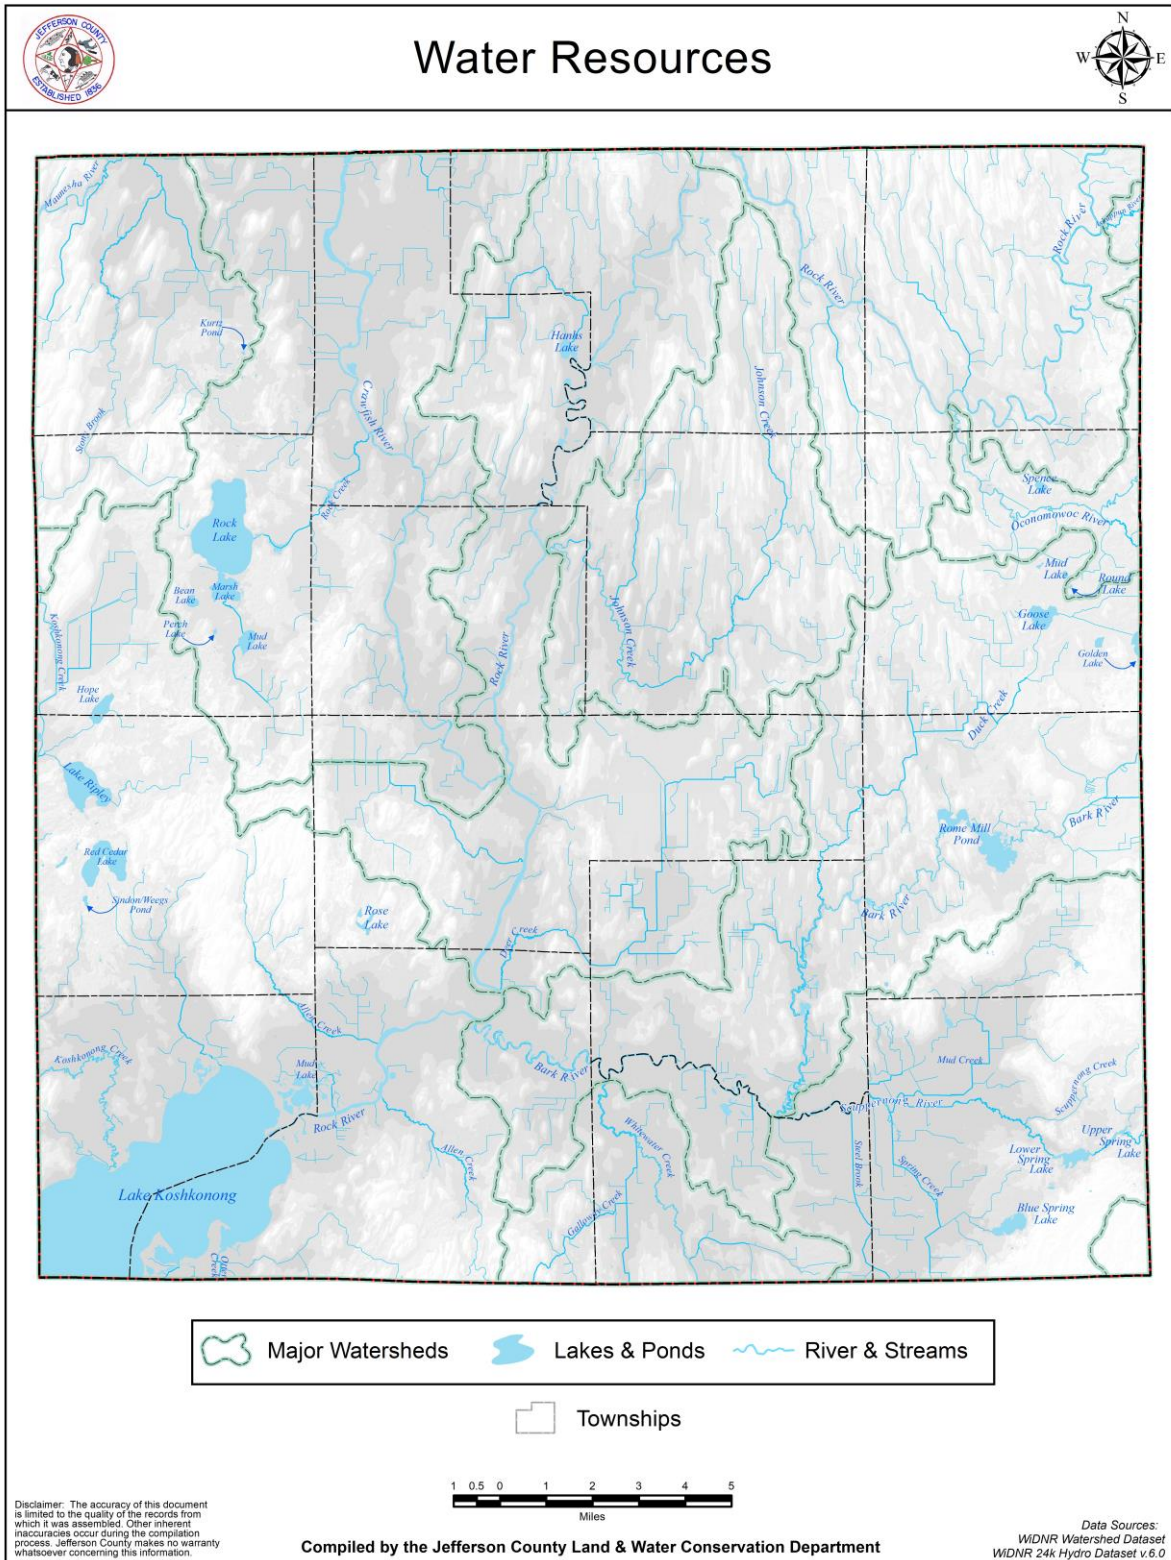 JEFFERSON COUNTY
ESTABLISHED 1836
Water Resources
N
W
E
S
Maunesha River
Rock River
Rock River
Kurtz
Pond
Hanhs
Lake
Crawfish River
Johnson Creek
Stony Brook
Rock Creek
Rock
Lake
Spence
Lake
Oconomowoc River
Mud
Lake
Round
Lake
Bean
Lake
Marsh
Lake
Perch
Lake
Mud
Lake
Goose
Lake
Golden
Lake
Koshkonong Creek
Johnson Creek
Rock River
Hope
Lake
Duck Creek
Lake Ripley
Rome Mill
Pond
Bark River
Red Cedar
Lake
Pond
Rose
Lake
Deer Creek
Bark River
Allen Creek
Koshkonong Creek
Mud
Lake
Bark River
Mud Creek
Scuppernong Creek
Scuppernong River
Rock River
Whitewater Creek
Allen Creek
Steel Brook
Spring Creek
Lower
Spring
Lake
Upper
Spring
Lake
Lake Koshkonong
Galloway Creek
Blue Spring
Lake
Creek
Major Watersheds
Lakes & Ponds
River & Streams
Townships
1 0.5 0 1 2 3 4 5
Miles
Disclaimer: The accuracy of this document
is limited to the quality of the records from
which it was assembled. Other inherent
inaccuracies occur during the compilation
process. Jefferson County makes no warranty
whatsoever concerning this information.
Compiled by the Jefferson County Land & Water Conservation Department
Data Sources:
WiDNR Watershed Dataset
WiDNR 24k Hydro Dataset v.6.0